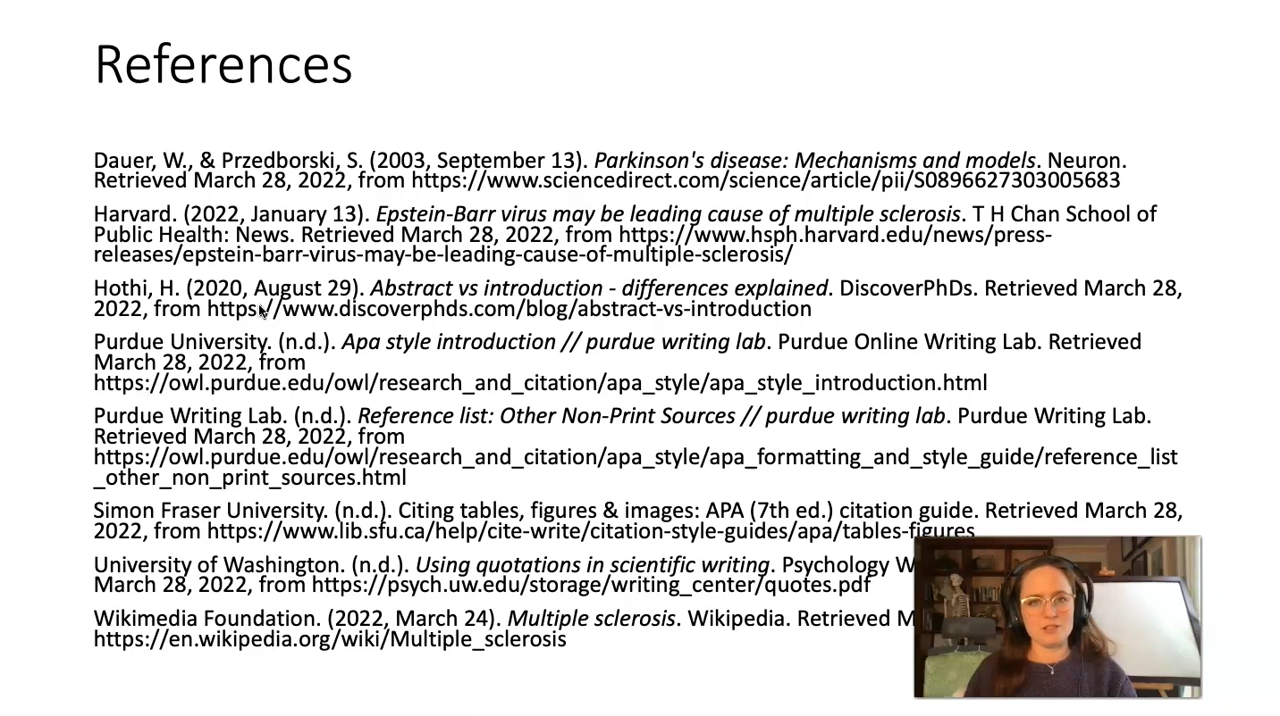 References
Dauer, W., & Przedborski, S. (2003, September 13). Parkinson's disease: Mechanisms and models. Neuron.
Retrieved March 28, 2022, from https://www.sciencedirect.com/science/article/pii/S0896627303005683
Harvard. (2022, January 13). Epstein-Barr virus may be leading cause of multiple sclerosis. T H Chan School of
Public Health: News. Retrieved March 28, 2022, from https://www.hsph.harvard.edu/news/press-
releases/epstein-barr-virus-may-be-leading-cause-of-multiple-sclerosis/
Hothi, H. (2020, August 29). Abstract vs introduction - differences explained. DiscoverPhDs. Retrieved March 28,
2022, from https://www.discoverphds.com/blog/abstract-vs-introduction
Purdue University. (n.d.). Apa style introduction // purdue writing lab. Purdue Online Writing Lab. Retrieved
March 28, 2022, from
https://owl.purdue.edu/owl/research_and_citation/apa_style/apa_style_introduction.html
Purdue Writing Lab. (n.d.). Reference list: Other Non-Print Sources // purdue writing lab. Purdue Writing Lab.
Retrieved March 28, 2022, from
https://owl.purdue.edu/owl/research_and_citation/apa_style/apa_formatting_and_style_guide/reference_list
_other_non_print_sources.html
Simon Fraser University. (n.d.). Citing tables, figures & images: APA (7th ed.) citation guide. Retrieved March 28,
2022, from https://www.lib.sfu.ca/help/cite-write/citation-style-guides/apa/tables-figures
University of Washington. (n.d.). Using quotations in scientific writing. Psychology W
March 28, 2022, from https://psych.uw.edu/storage/writing_center/quotes.pdf
Wikimedia Foundation. (2022, March 24). Multiple sclerosis. Wikipedia. Retrieved M
https://en.wikipedia.org/wiki/Multiple_sclerosis